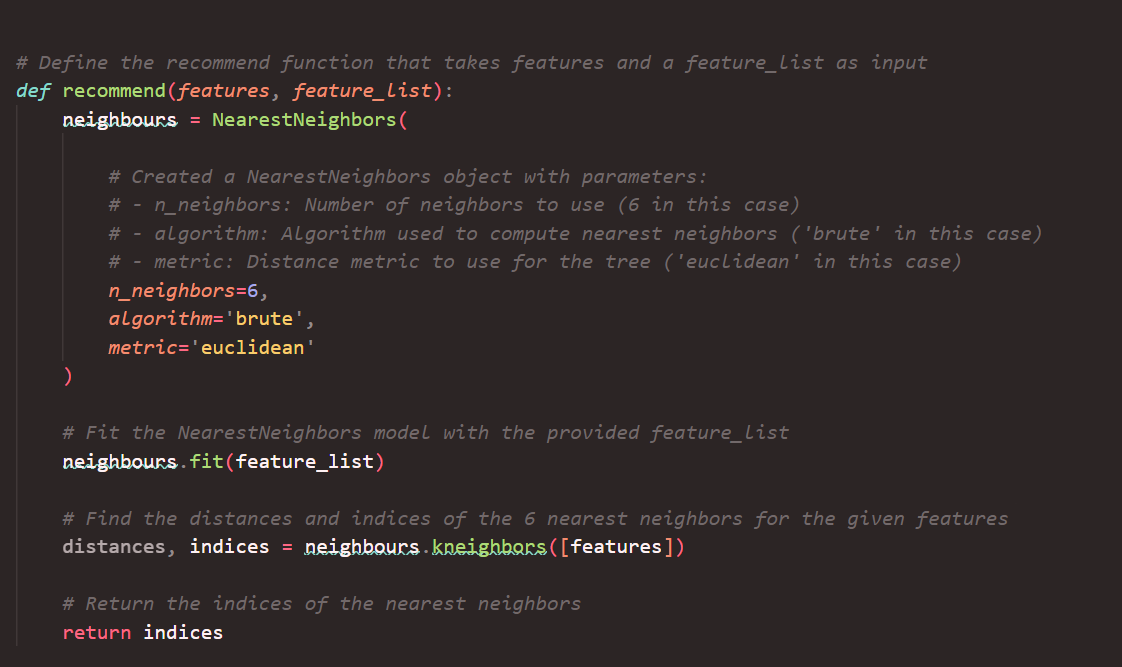 # Define the recommend function that takes features and a feature_list as input
def recommend(features, feature_list):
    neighbours = NearestNeighbors(
        # Created a NearestNeighbors object with parameters:
        # - n_neighbors: Number of neighbors to use (6 in this case)
        # - algorithm: Algorithm used to compute nearest neighbors ('brute' in this case)
        # - metric: Distance metric to use for the tree ('euclidean' in this case)
        n_neighbors=6,
        algorithm='brute',
        metric='euclidean'
    )
    # Fit the NearestNeighbors model with the provided feature_list
    neighbours.fit(feature_list)
    # Find the distances and indices of the 6 nearest neighbors for the given features
    distances, indices = neighbours.kneighbors([features])
    # Return the indices of the nearest neighbors
    return indices